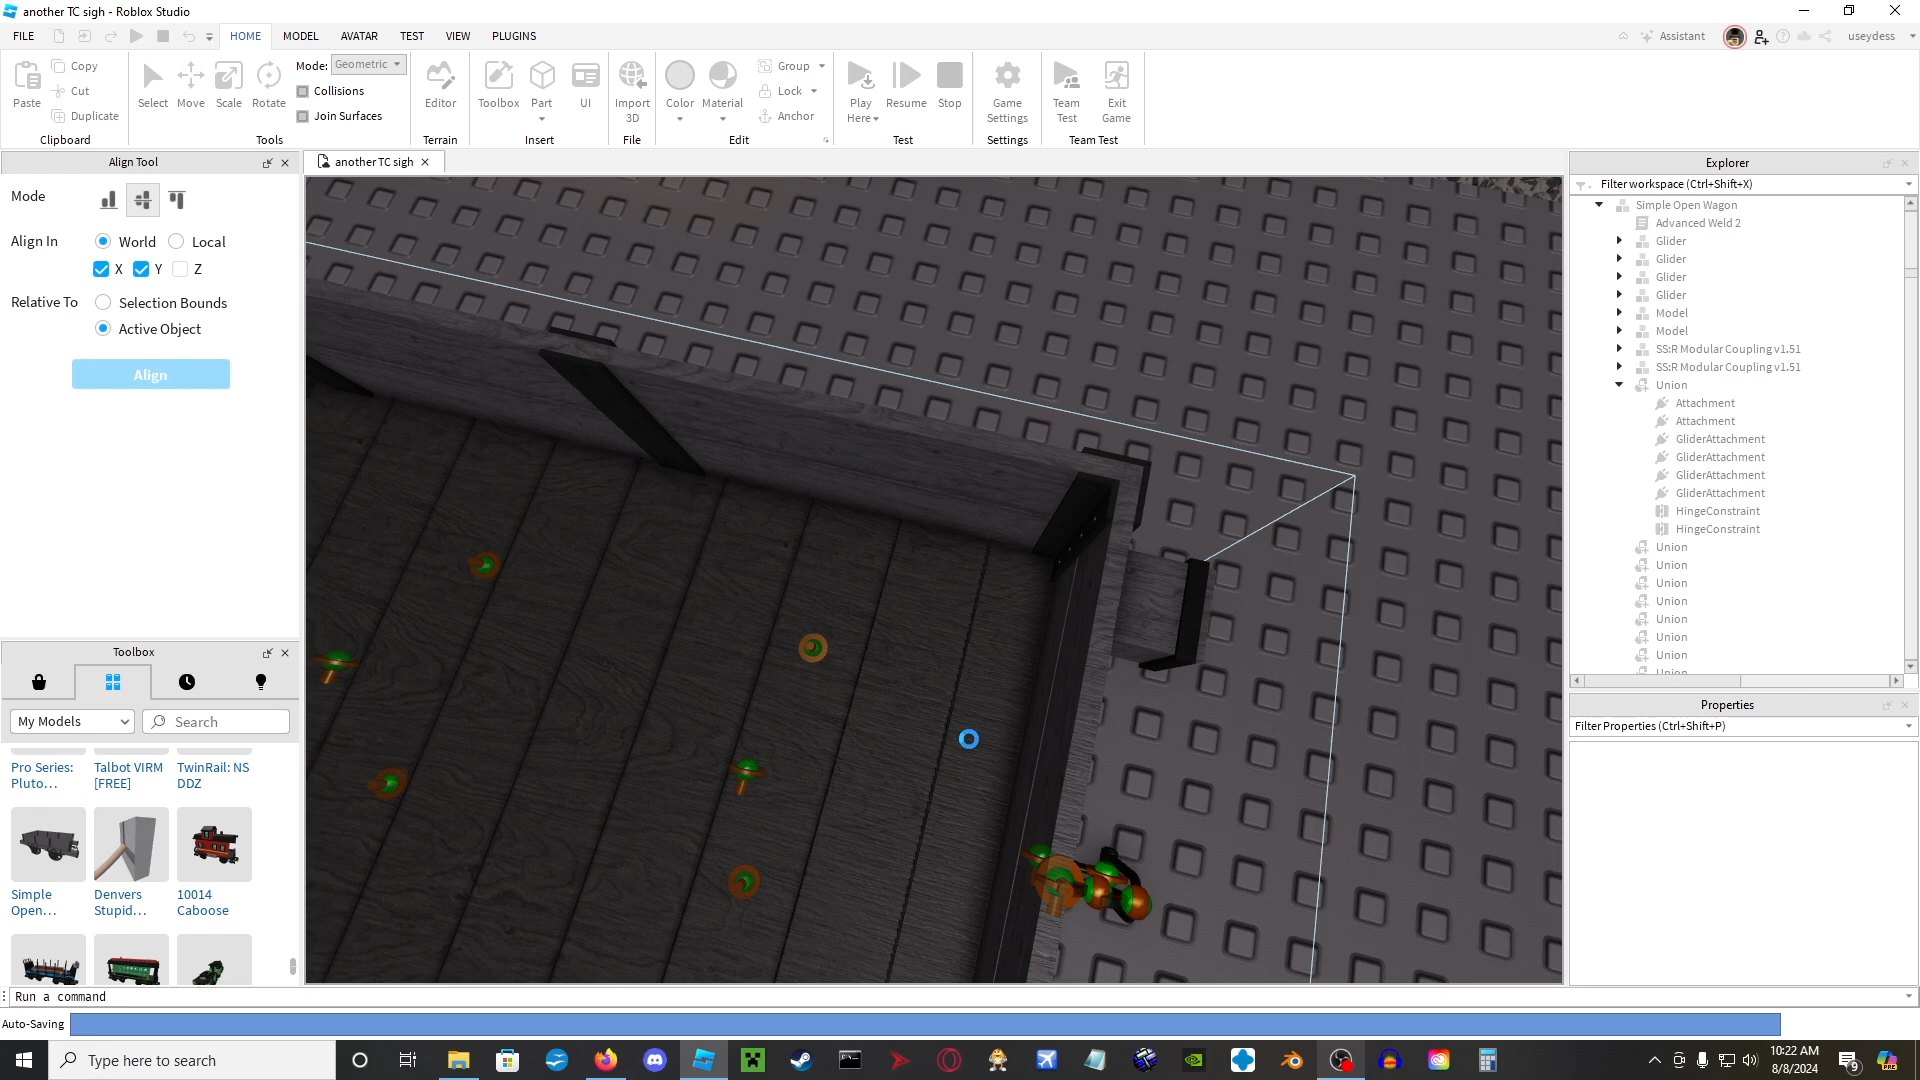 another TC sigh - Roblox Studio
FILE HOME MODEL AVATAR TEST VIEW PLUGINS Assistant useydess
Paste Copy Cut Duplicate Clipboard
Select Move Scale Rotate Mode: Geometric Collisions Join Surfaces Tools
Editor Terrain
Toolbox Part UI Insert
Import 3D File
Color Material Group Lock Anchor Edit
Play Here Resume Stop Test
Game Settings Settings
Team Test Exit Game Team Test
Align Tool
Mode
Align In World Local
X Y Z
Relative To Selection Bounds
Active Object
Align
Toolbox
My Models Search
Pro Series: Pluto...
Talbot VIRM [FREE]
TwinRail: NS DDZ
Simple Open...
Denvers Stupid...
10014 Caboose
another TC sigh
Explorer
Filter workspace (Ctrl+Shift+X)
Simple Open Wagon
Advanced Weld 2
Glider
Glider
Glider
Glider
Model
Model
SS:R Modular Coupling v1.51
SS:R Modular Coupling v1.51
Union
Attachment
Attachment
GliderAttachment
GliderAttachment
GliderAttachment
GliderAttachment
HingeConstraint
HingeConstraint
Union
Union
Union
Union
Union
Union
Union
Union
Properties
Filter Properties (Ctrl+Shift+P)
Run a command
Auto-Saving
Type here to search
10:22 AM
8/8/2024
9
PRE